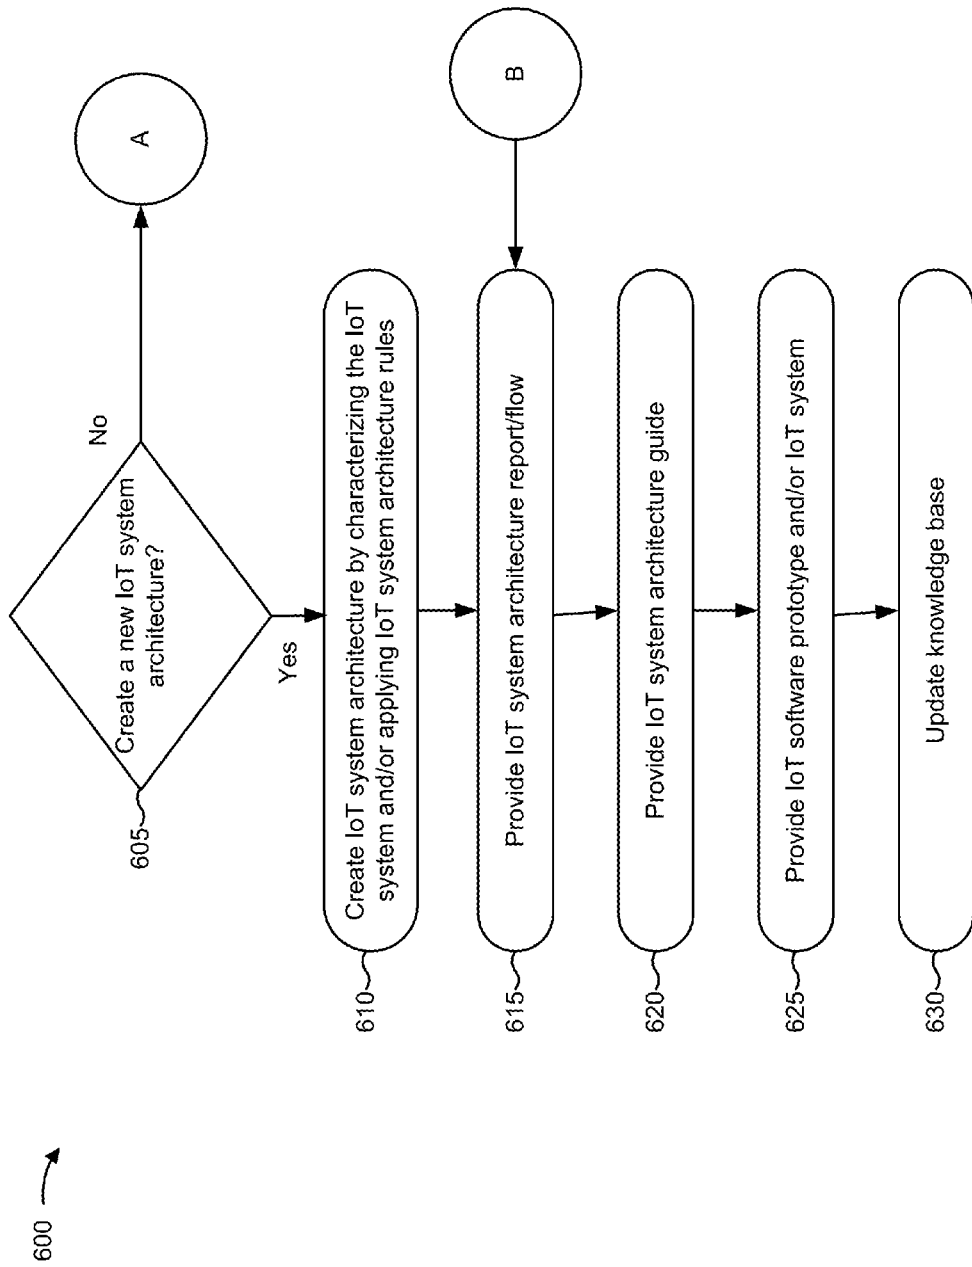 600
605
Create a new IoT system
architecture?
No
A
Yes
610
Create IoT system architecture by characterizing the IoT
system and/or applying IoT system architecture rules
615
Provide IoT system architecture report/flow
B
620
Provide IoT system architecture guide
625
Provide IoT software prototype and/or IoT system
630
Update knowledge base